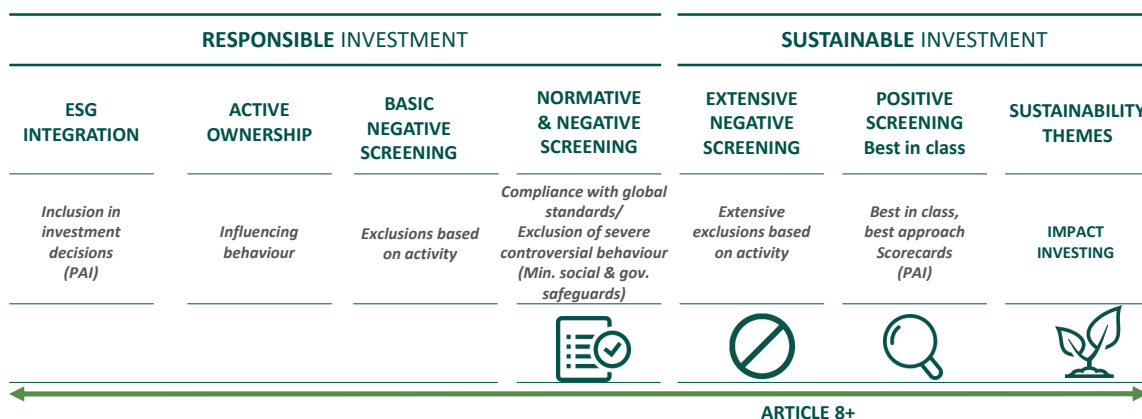 RESPONSIBLE INVESTMENT
SUSTAINABLE INVESTMENT
ESG
INTEGRATION
ACTIVE
OWNERSHIP
BASIC
NEGATIVE
SCREENING
NORMATIVE
& NEGATIVE
SCREENING
EXTENSIVE
NEGATIVE
SCREENING
POSITIVE
SCREENING
Best in class
SUSTAINABILITY
THEMES
Inclusion in
investment
decisions
(PAI)
Influencing
behaviour
Exclusions based
on activity
Compliance with global
standards/
Exclusion of severe
controversial behaviour
(Min. social & gov.
safeguards)
Extensive
exclusions based
on activity
Best in class,
best approach
Scorecards
(PAI)
IMPACT
INVESTING
ARTICLE 8+